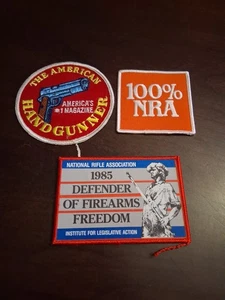 THE AMERICAN
HANDGUNNER
AMERICA'S
#1 MAGAZINE
100%
NRA
NATIONAL RIFLE ASSOCIATION
1985
DEFENDER
OF FIREARMS
FREEDOM
INSTITUTE FOR LEGISLATIVE ACTION